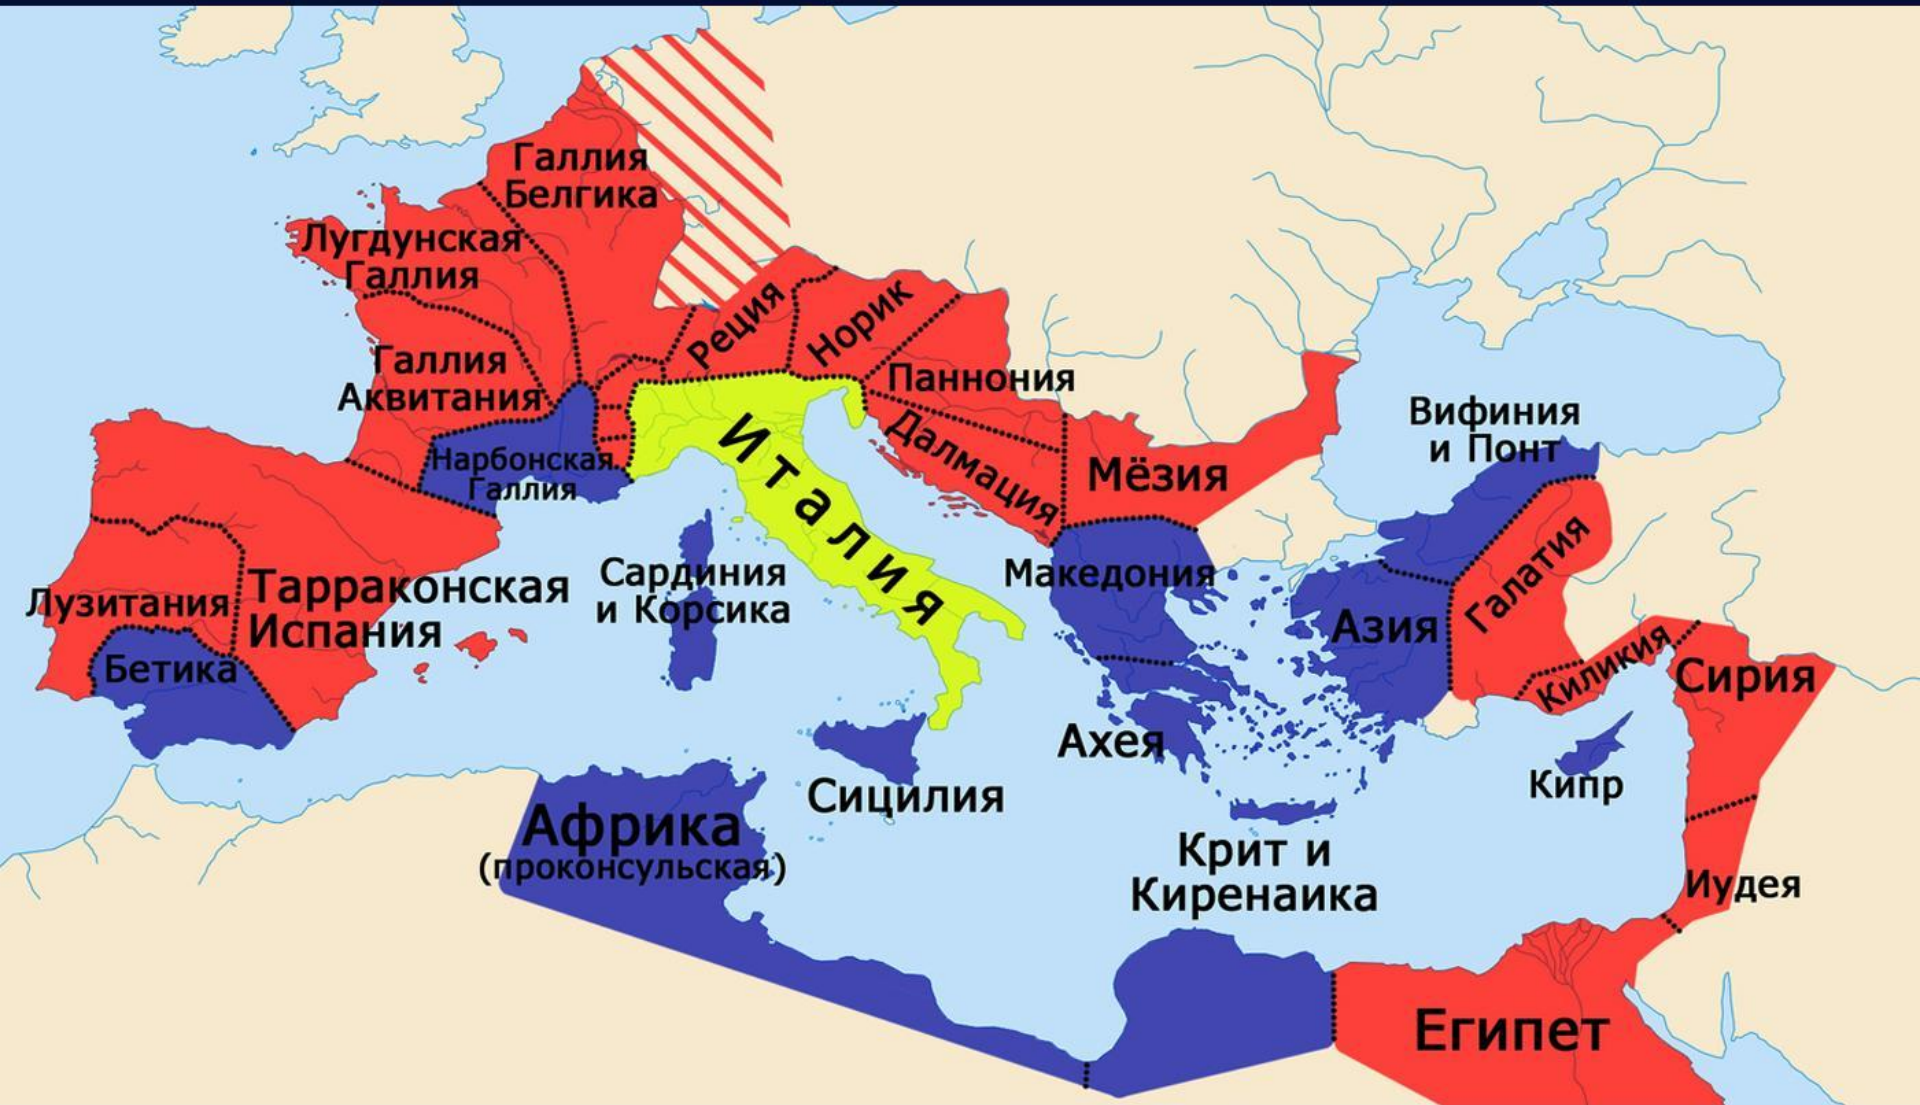 Галлия
Белгика
Лугдунская
Галлия
Галлия
Аквитания
Нарбонская
Галлия
Реция
Норик
Паннония
Далмация
Мёзия
Италия
Вифиния
и Понт
Галатия
Азия
Киликия
Сирия
Македония
Ахея
Сардиния
и Корсика
Лузитания
Тарраконская
Испания
Бетика
Африка
(проконсульская)
Сицилия
Крит и
Киренаика
Кипр
Иудея
Египет